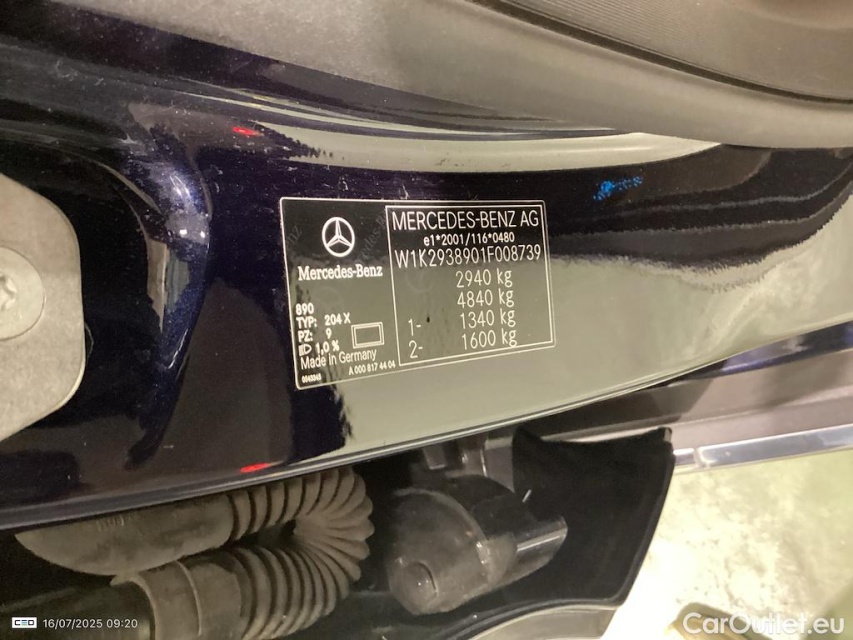 MERCEDES-BENZ AG
e1*2001/116*0480
W1K2938901F008739
2940 kg
4840 kg
1- 1340 kg
2- 1600 kg
Mercedes-Benz
890
TYP: 204 X
PZ: 9
1,0 %
Made in Germany
A 000 817 44 04
CED 16/07/2025 09:20
CarOutlet.eu